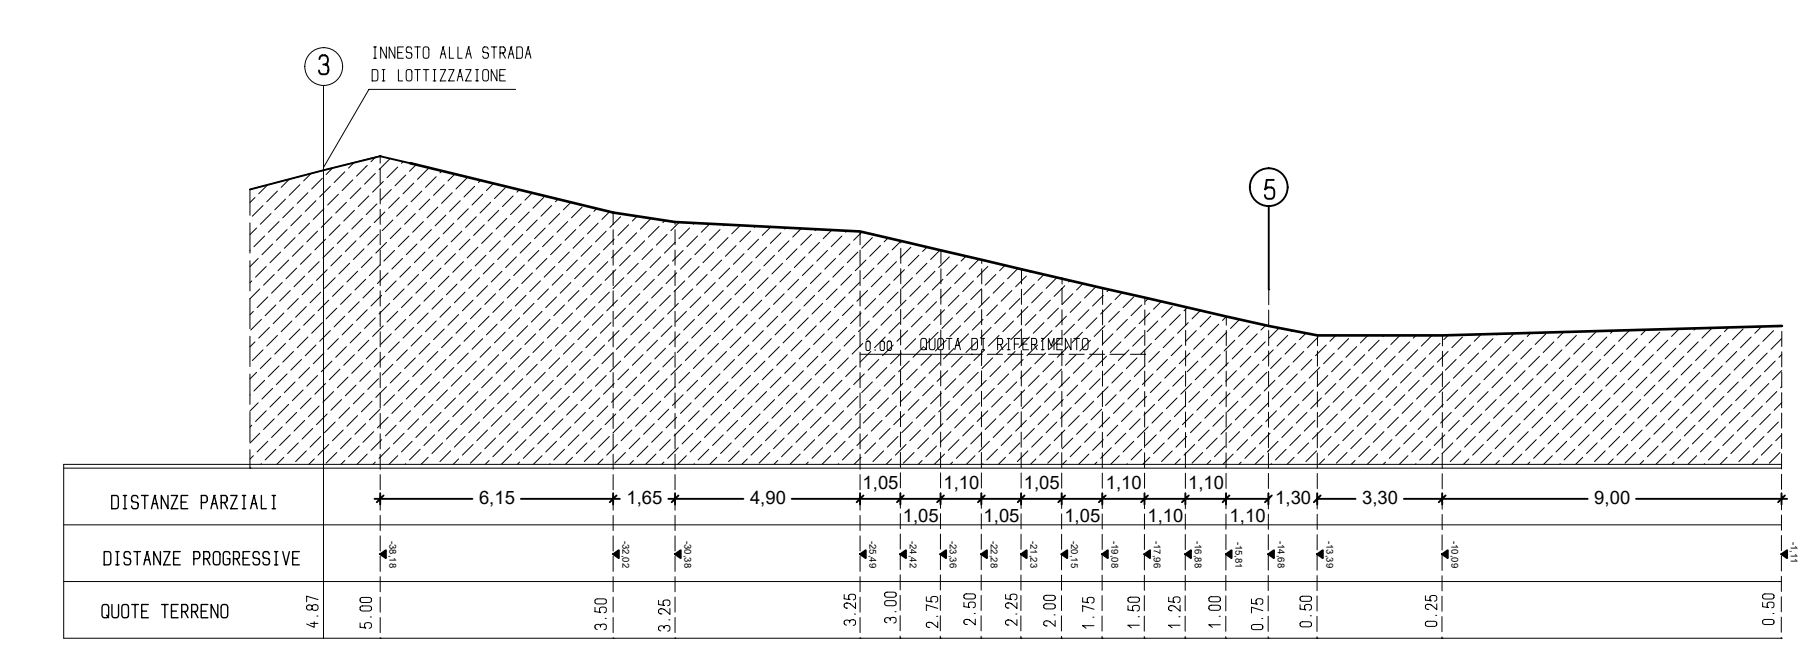 3
INNESTO ALLA STRADA
DI LOTTIZZAZIONE
5
0.00 QUOTA DI RIFERIMENTO
DISTANZE PARZIALI
6,15 1,65 4,90 1,05 1,05 1,10 1,05 1,05 1,05 1,10 1,10 1,10 1,10 1,30 3,30 9,00
DISTANZE PROGRESSIVE
-38,18 -32,02 -30,38 -25,49 -24,42 -23,36 -22,28 -21,23 -20,15 -19,08 -17,96 -16,88 -15,81 -14,68 -13,39 -10,09 -1,11
QUOTE TERRENO
4.87 5.00 3.50 3.25 3.25 3.00 2.75 2.50 2.25 2.00 1.75 1.50 1.25 1.00 0.75 0.50 0.25 0.50